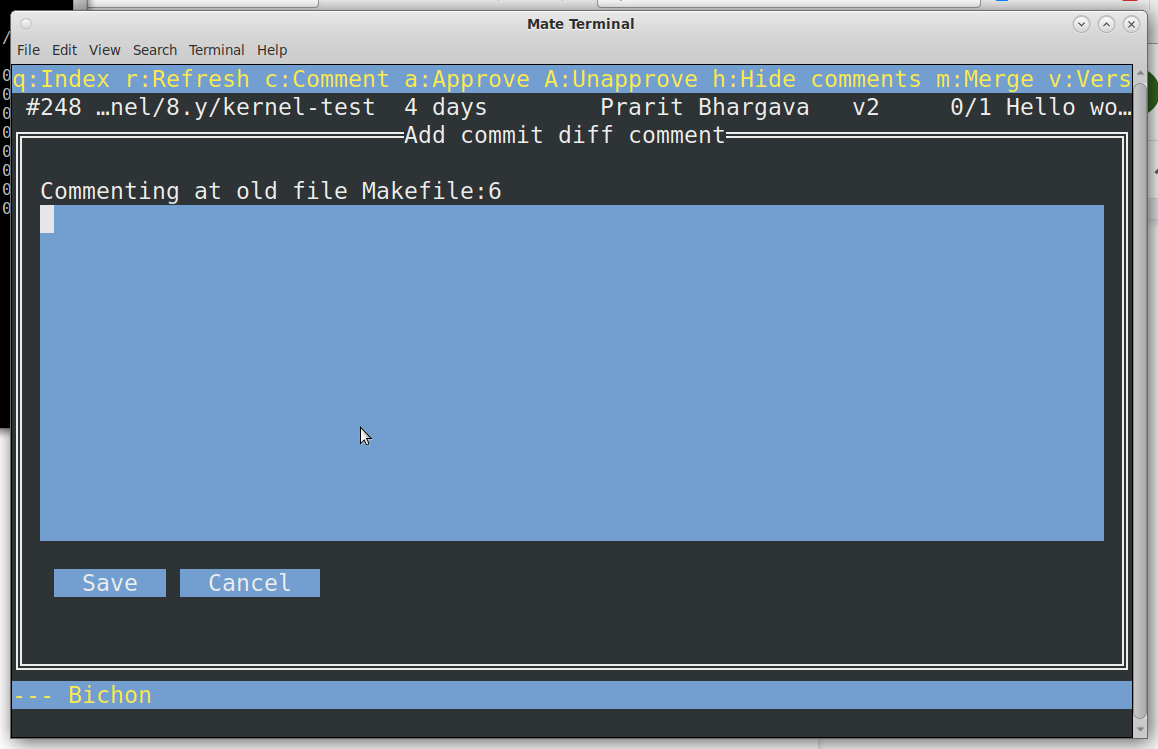 Mate Terminal
File Edit View Search Terminal Help
q:Index r:Refresh c:Comment a:Approve A:Unapprove h:Hide comments m:Merge v:Vers
#248 …nel/8.y/kernel-test 4 days Prarit Bhargava v2 0/1 Hello wo…
Add commit diff comment
Commenting at old file Makefile:6
Save Cancel
--- Bichon